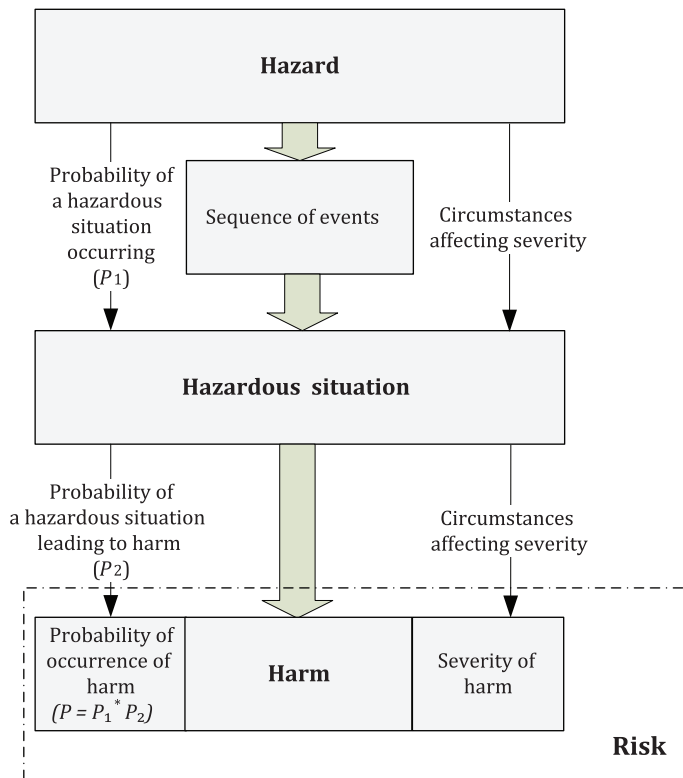 Hazard
Probability of
a hazardous
situation
occurring
(P1)
Sequence of events
Circumstances
affecting severity
Hazardous situation
Probability of
a hazardous situation
leading to harm
(P2)
Circumstances
affecting severity
Probability of
occurrence of
harm
(P = P₁* P₂)
Harm
Severity of
harm
Risk